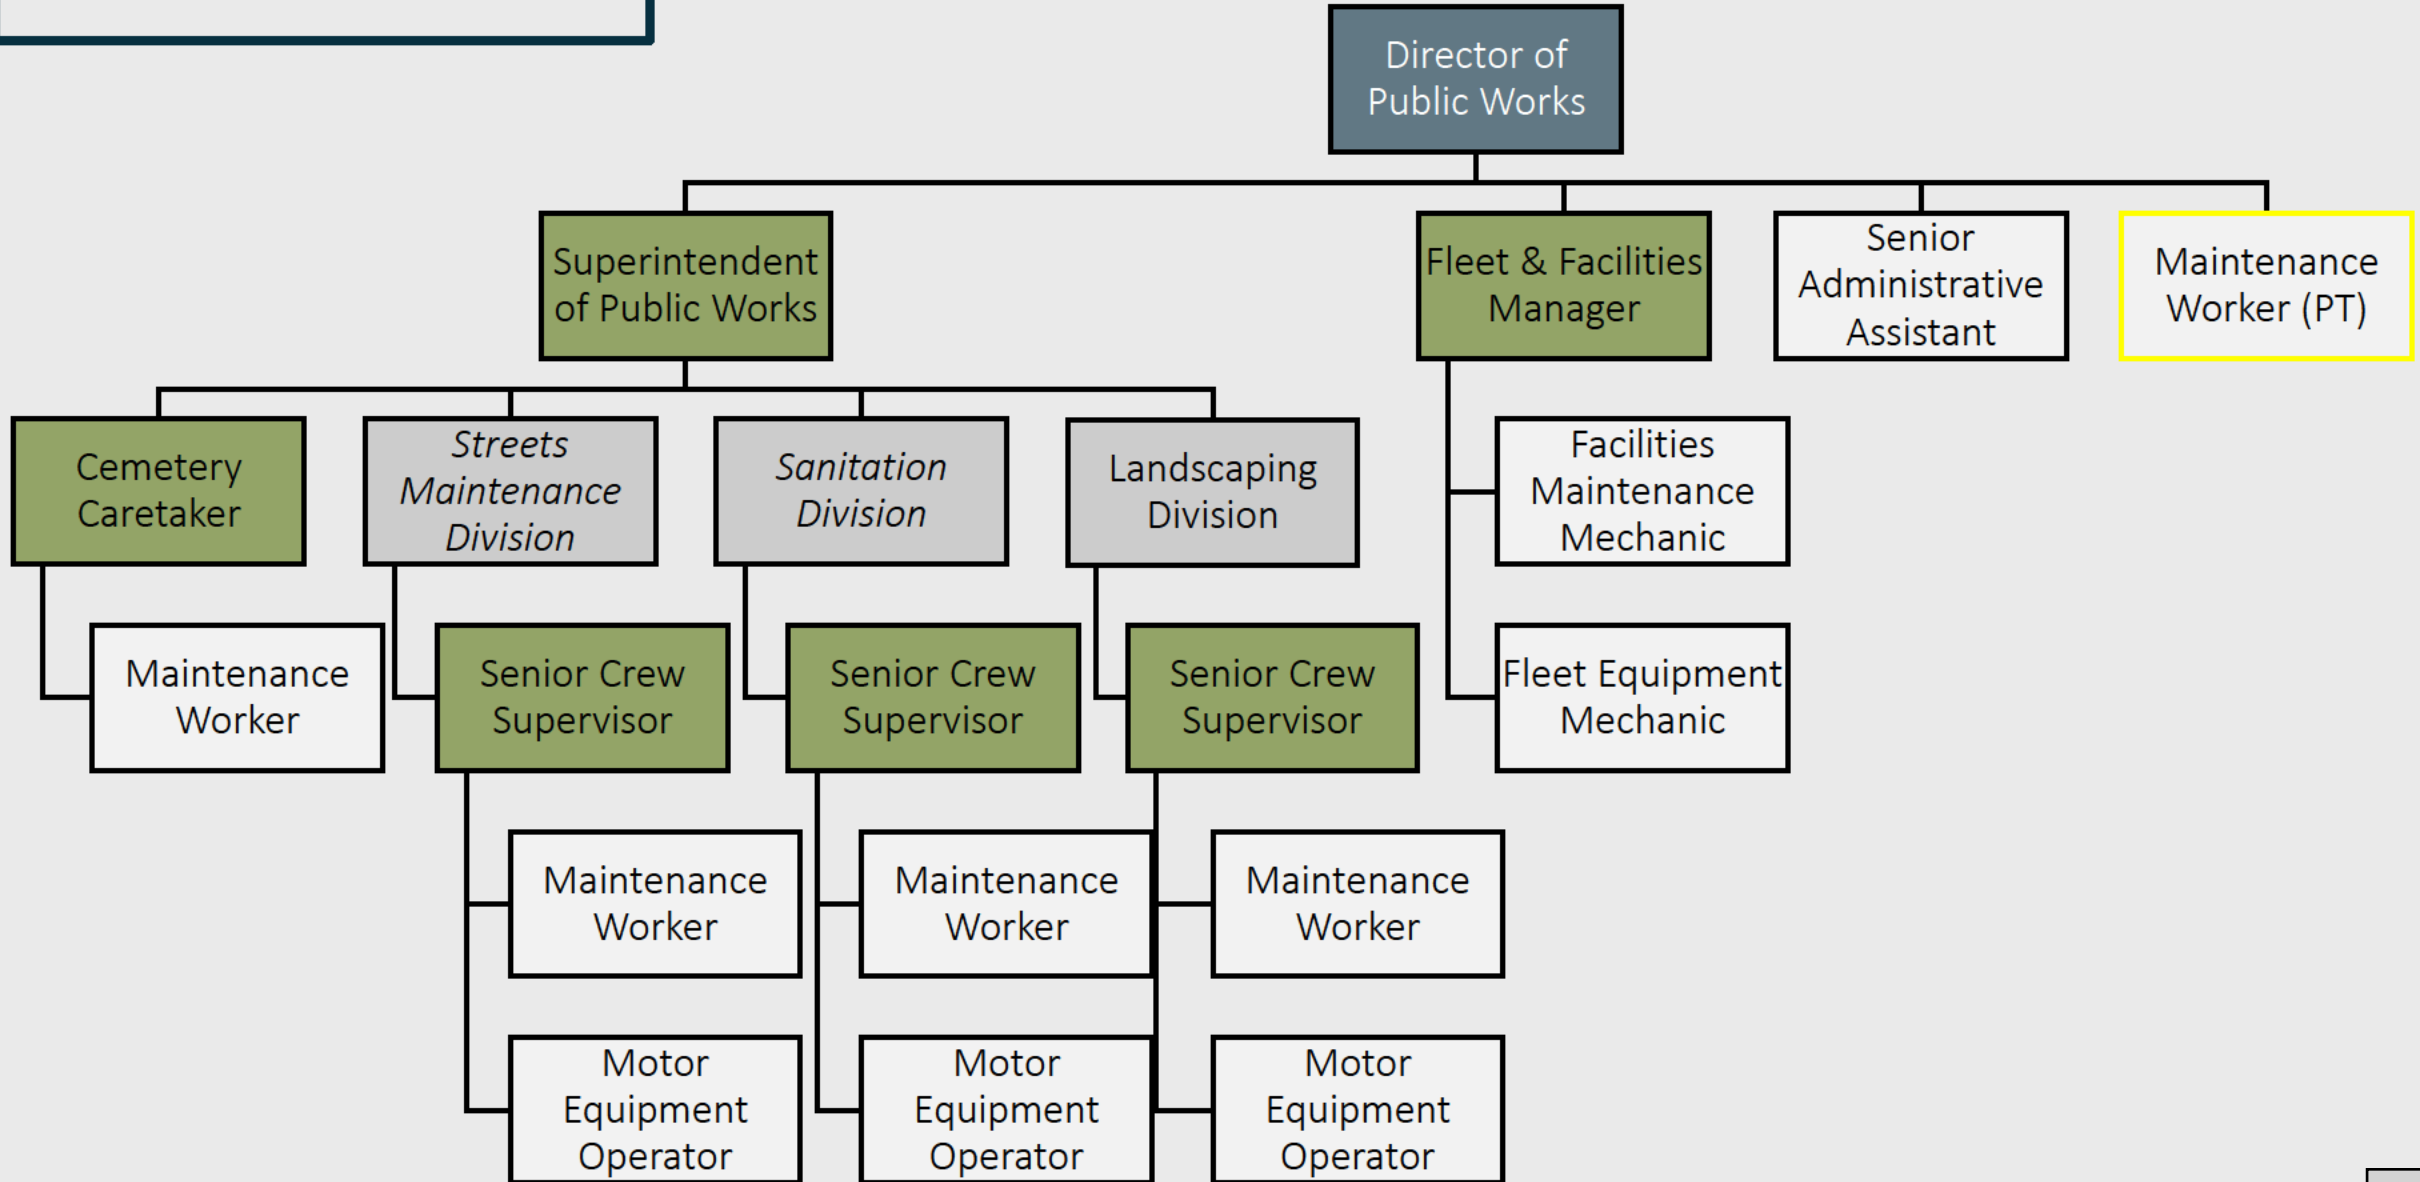 Director of
Public Works
Superintendent
of Public Works
Fleet & Facilities
Manager
Senior
Administrative
Assistant
Maintenance
Worker (PT)
Cemetery
Caretaker
Streets
Maintenance
Division
Sanitation
Division
Landscaping
Division
Facilities
Maintenance
Mechanic
Maintenance
Worker
Senior Crew
Supervisor
Senior Crew
Supervisor
Senior Crew
Supervisor
Fleet Equipment
Mechanic
Maintenance
Worker
Maintenance
Worker
Maintenance
Worker
Motor
Equipment
Operator
Motor
Equipment
Operator
Motor
Equipment
Operator